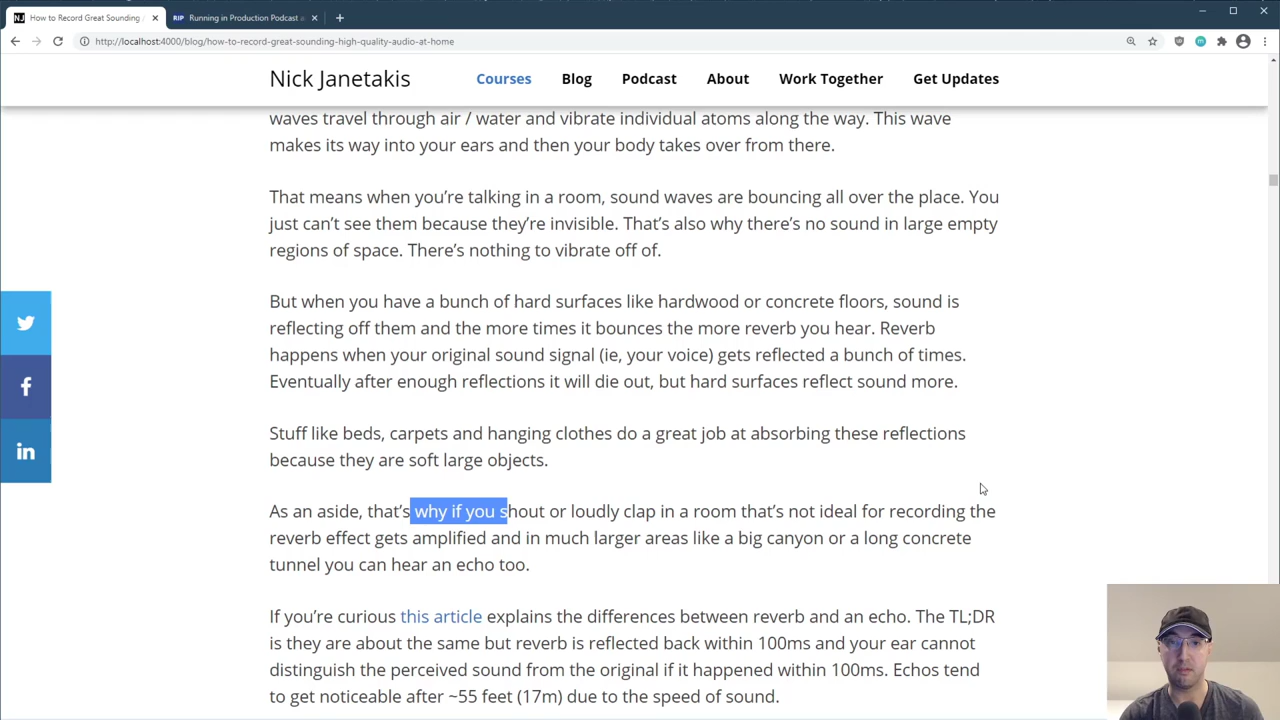 How to Record Great Sounding
Running in Production Podcast a
http://localhost:4000/blog/how-to-record-great-sounding-high-quality-audio-at-home
Nick Janetakis
Courses
Blog
Podcast
About
Work Together
Get Updates
waves travel through air / water and vibrate individual atoms along the way. This wave
makes its way into your ears and then your body takes over from there.
That means when you're talking in a room, sound waves are bouncing all over the place. You
just can't see them because they're invisible. That's also why there's no sound in large empty
regions of space. There's nothing to vibrate off of.
But when you have a bunch of hard surfaces like hardwood or concrete floors, sound is
reflecting off them and the more times it bounces the more reverb you hear. Reverb
happens when your original sound signal (ie, your voice) gets reflected a bunch of times.
Eventually after enough reflections it will die out, but hard surfaces reflect sound more.
Stuff like beds, carpets and hanging clothes do a great job at absorbing these reflections
because they are soft large objects.
As an aside, that's why if you shout or loudly clap in a room that's not ideal for recording the
reverb effect gets amplified and in much larger areas like a big canyon or a long concrete
tunnel you can hear an echo too.
If you're curious this article explains the differences between reverb and an echo. The TL;DR
is they are about the same but reverb is reflected back within 100ms and your ear cannot
distinguish the perceived sound from the original if it happened within 100ms. Echos tend
to get noticeable after ~55 feet (17m) due to the speed of sound.